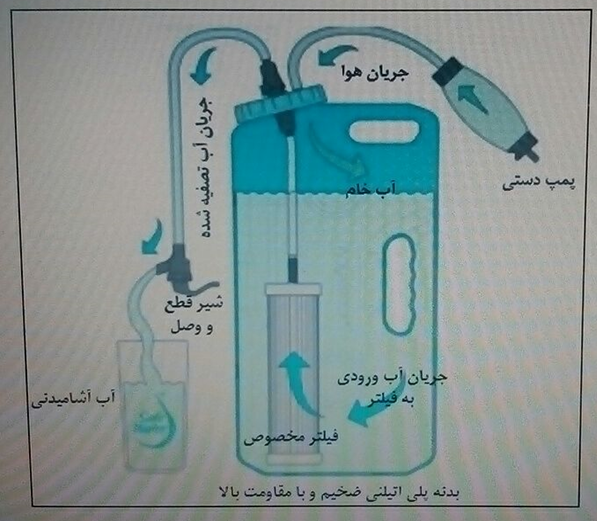 جریان هوا
پمپ دستی
جریان آب تصفیه شده
آب خام
شیر قطع
و وصل
آب آشامیدنی
جریان آب ورودی
به فیلتر
فیلتر مخصوص
بدنه پلی اتیلنی ضخیم و با مقاومت بالا